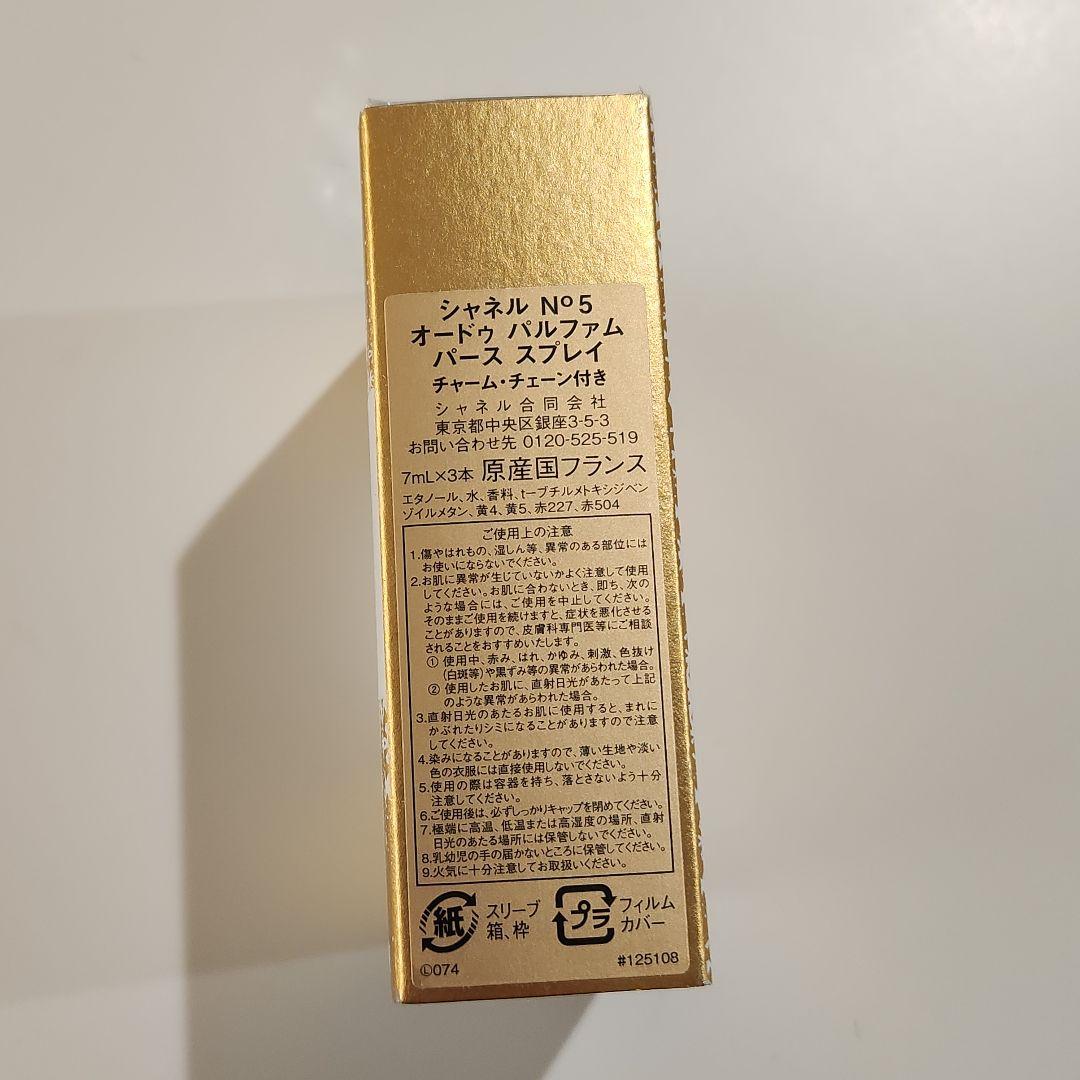 シャネル Nº5
オードゥ パルファム
パース スプレイ
チャーム・チェーン付き
シャネル合同会社
東京都中央区銀座3-5-3
お問い合わせ先 0120-525-519
7mL×3本 原産国フランス
エタノール、水、香料、t-ブチルメトキシジベン
ゾイルメタン、黄4、黄5、赤227、赤504
ご使用上の注意
1.傷やはれもの、湿しん等、異常のある部位には
お使いにならないでください。
2.お肌に異常が生じていないかよく注意して使用
してください。お肌に合わないとき、即ち、次の
ような場合には、ご使用を中止してください。
そのままご使用を続けますと、症状を悪化させる
ことがありますので、皮膚科専門医等にご相談
されることをおすすめいたします。
① 使用中、赤み、はれ、かゆみ、刺激、色抜け
(白斑等)や黒ずみ等の異常があらわれた場合。
② 使用したお肌に、直射日光があたって上記
のような異常があらわれた場合。
3.直射日光のあたるお肌に使用すると、まれに
かぶれたりシミになることがありますので注意
してください。
4.染みになることがありますので、薄い生地や淡い
色の衣服には直接使用しないでください。
5.使用の際は容器を持ち、落とさないよう十分
注意してください。
6.ご使用後は、必ずしっかりキャップを閉めてください。
7.極端に高温、低温または高湿度の場所、直射
日光のあたる場所には保管しないでください。
8.乳幼児の手の届かないところに保管してください。
9.火気に十分注意してお取扱いください。
紙 スリーブ
箱、枠
プラ フィルム
カバー
Ⓛ074
#125108